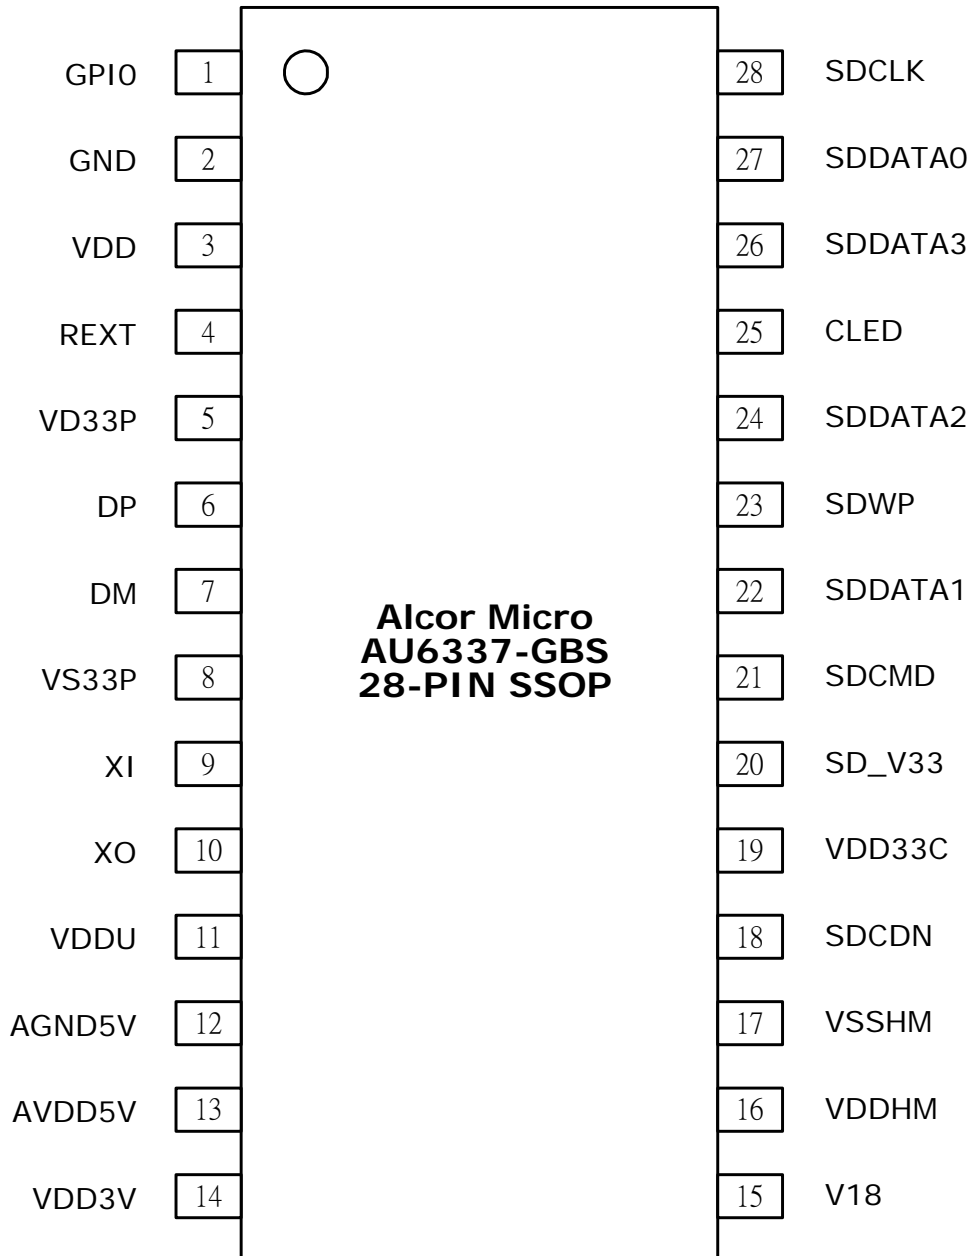 GPIO 1 28 SDCLK
GND 2 27 SDDATA0
VDD 3 26 SDDATA3
REXT 4 25 CLED
VD33P 5 24 SDDATA2
DP 6 23 SDWP
DM 7 22 SDDATA1
Alcor Micro
AU6337-GBS
28-PIN SSOP
VS33P 8 21 SDCMD
XI 9 20 SD_V33
XO 10 19 VDD33C
VDDU 11 18 SDCDN
AGND5V 12 17 VSSHM
AVDD5V 13 16 VDDHM
VDD3V 14 15 V18